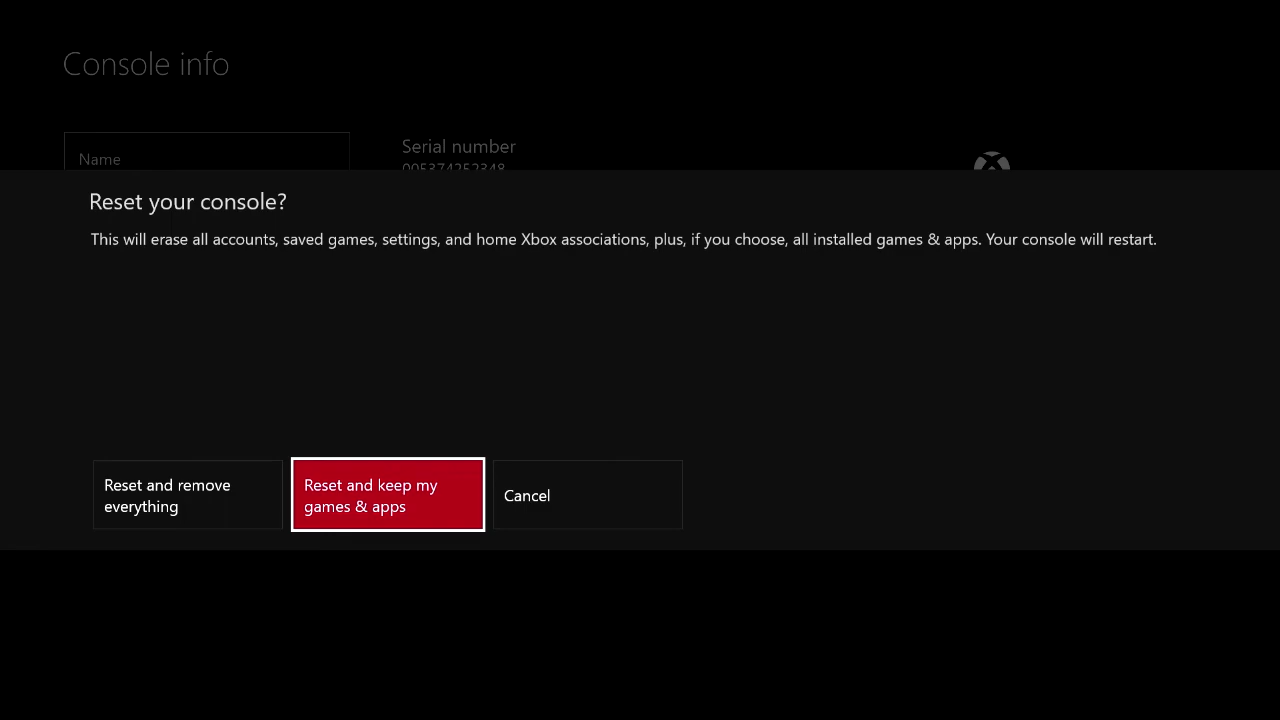 Console info
Name
Serial number
005374252348
Reset your console?
This will erase all accounts, saved games, settings, and home Xbox associations, plus, if you choose, all installed games & apps. Your console will restart.
Reset and remove
everything
Reset and keep my
games & apps
Cancel